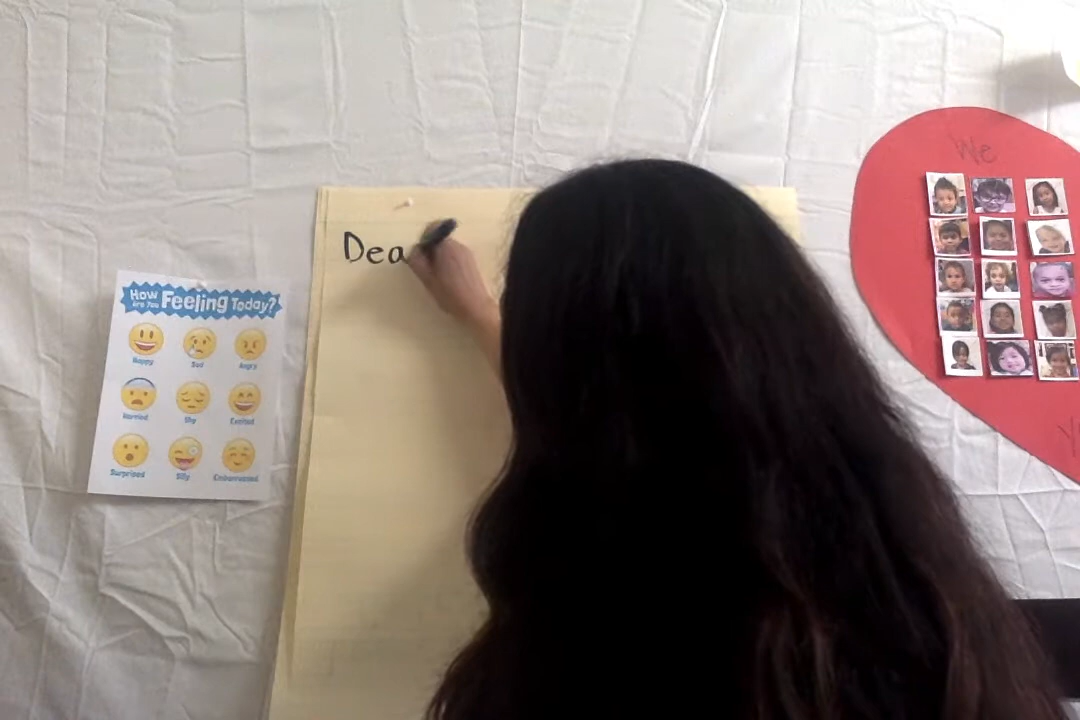 We
Dea
How Are You Feeling Today?
Happy Sad Angry
Worried Shy Excited
Surprised Silly Embarrassed
Y